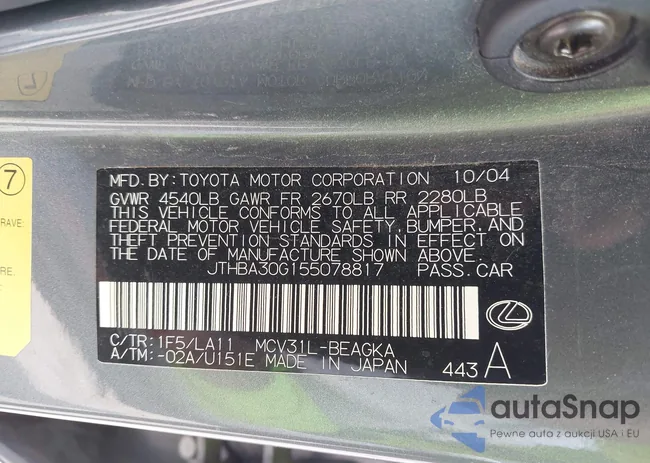 7
RAVE:
MFD. BY: TOYOTA MOTOR CORPORATION 10/04
GVWR 4540LB GAWR FR 2670LB RR 2280LB
THIS VEHICLE CONFORMS TO ALL APPLICABLE
FEDERAL MOTOR VEHICLE SAFETY, BUMPER, AND
THEFT PREVENTION STANDARDS IN EFFECT ON
THE DATE OF MANUFACTURE SHOWN ABOVE.
JTHBA30G155078817 PASS. CAR
C/TR: 1F5/LA11 MCV31L-BEAGKA
A/TM: -02A/U151E MADE IN JAPAN 443 A
autaSnap
Pewne auta z aukcji USA i EU